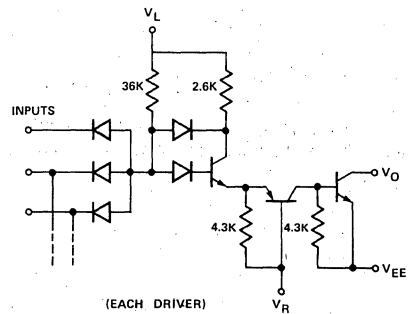 V_L
36K
2.6K
INPUTS
V_O
4.3K
4.3K
V_EE
(EACH DRIVER)
V_R